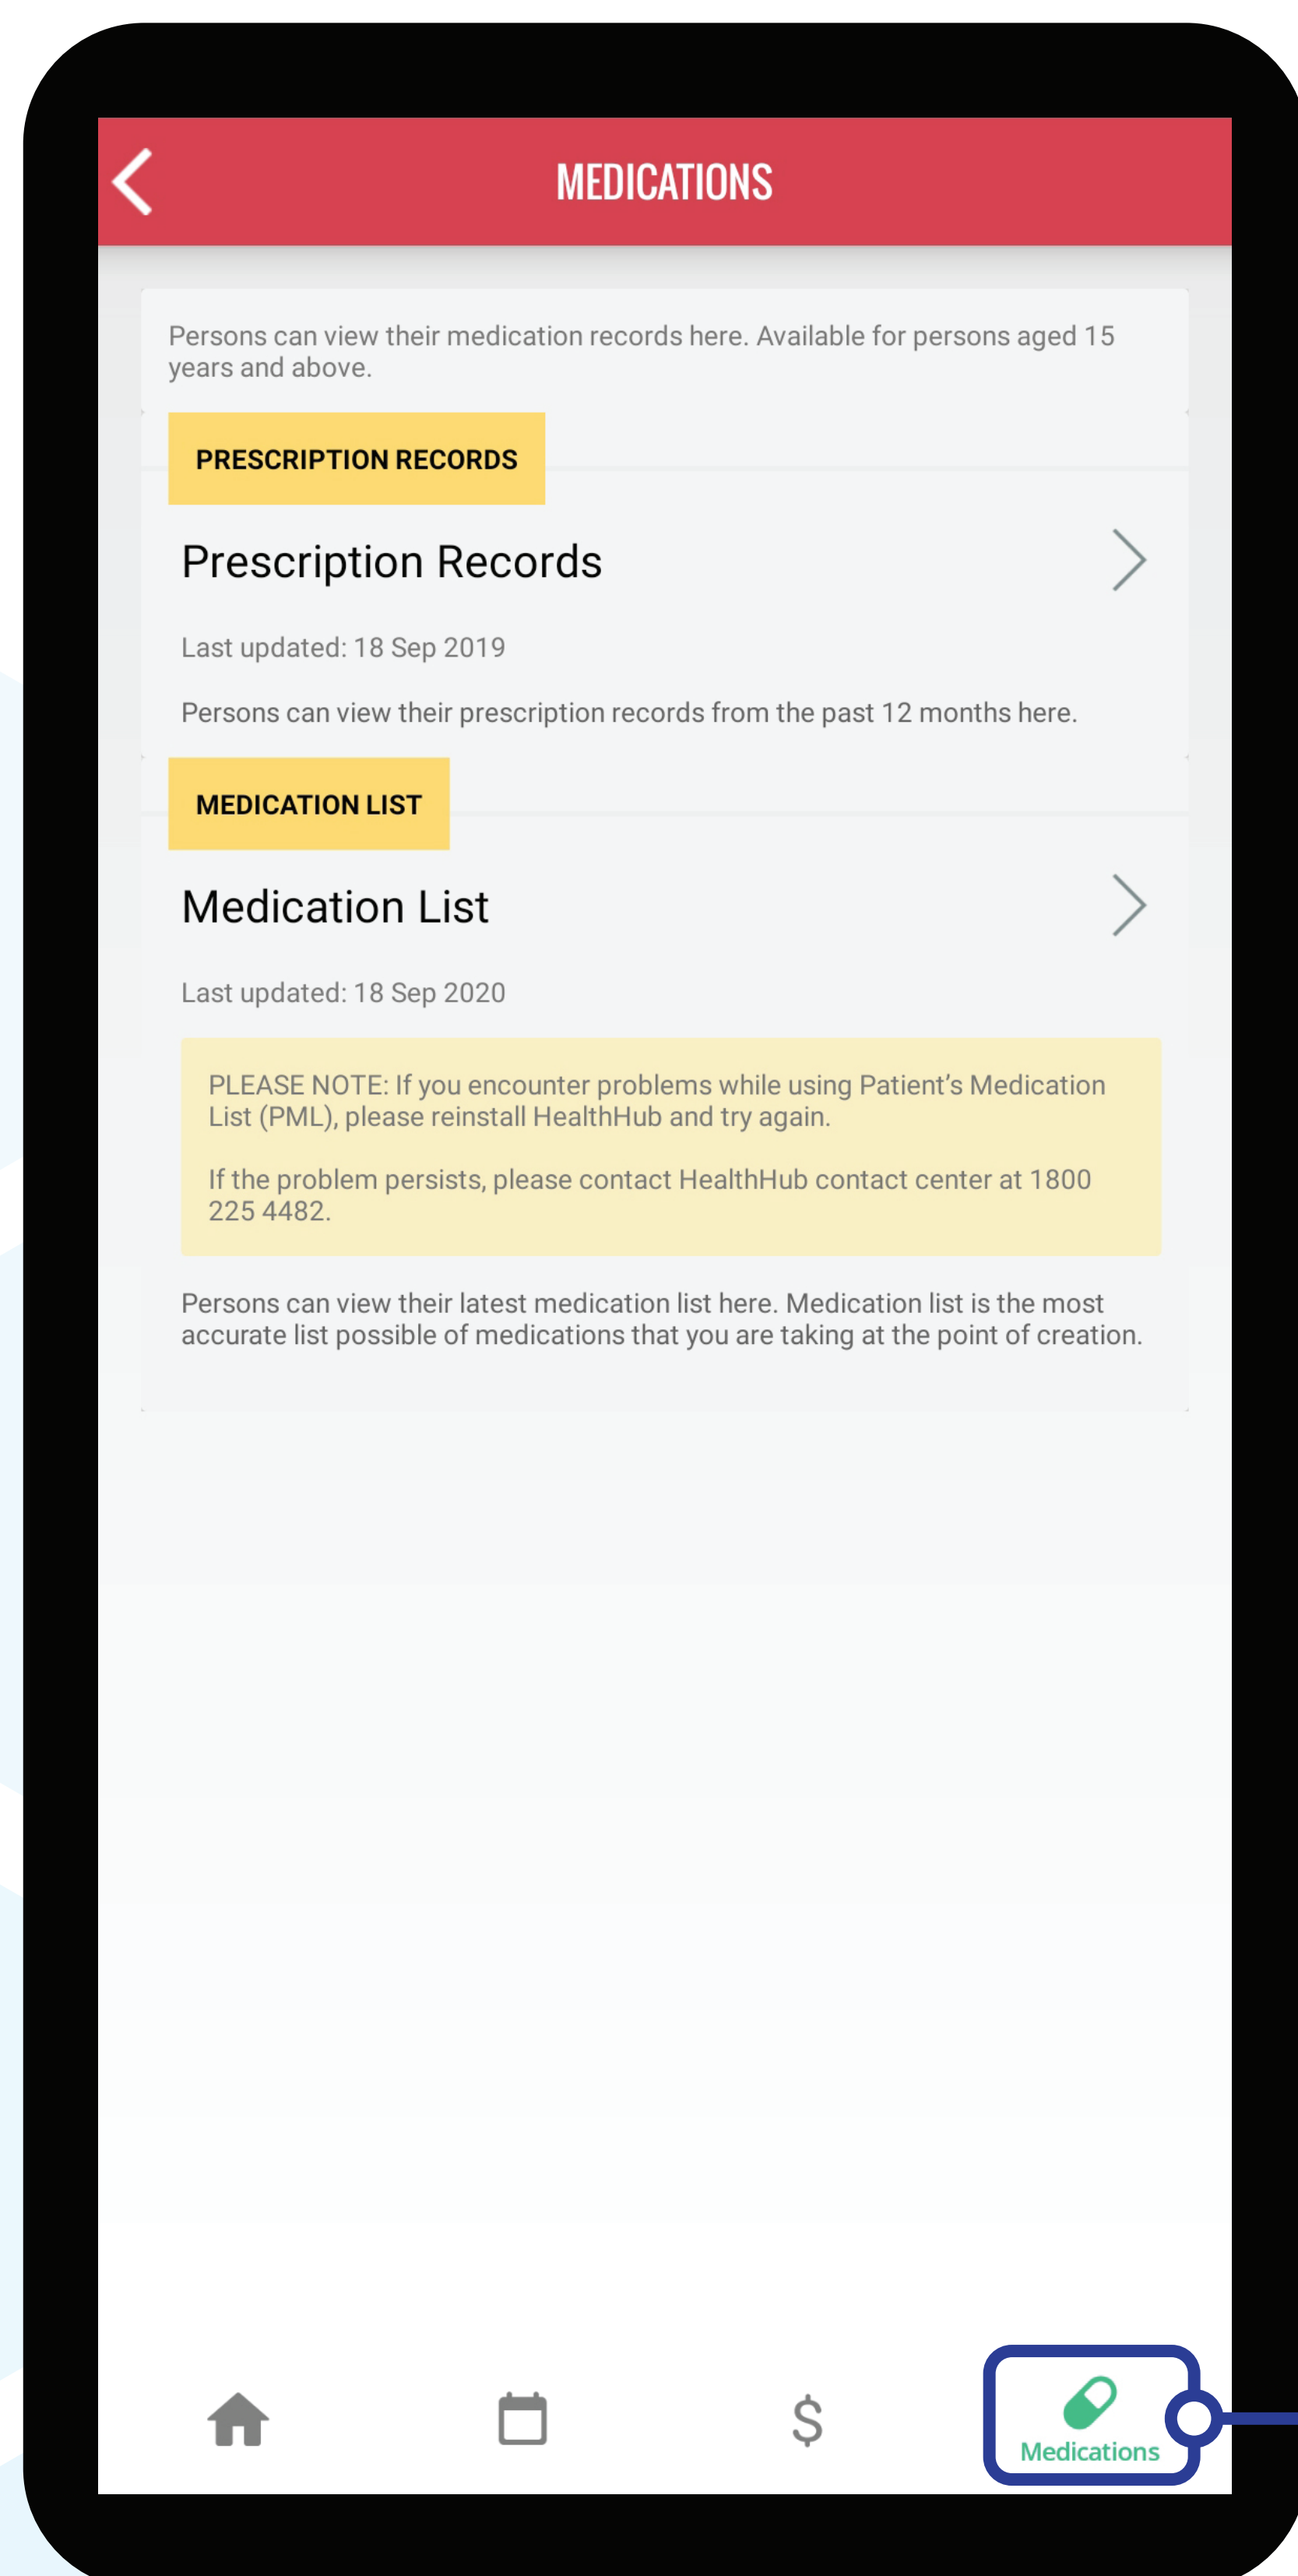 MEDICATIONS
Persons can view their medication records here. Available for persons aged 15
years and above.
PRESCRIPTION RECORDS
Prescription Records
Last updated: 18 Sep 2019
Persons can view their prescription records from the past 12 months here.
MEDICATION LIST
Medication List
Last updated: 18 Sep 2020
PLEASE NOTE: If you encounter problems while using Patient’s Medication
List (PML), please reinstall HealthHub and try again.
If the problem persists, please contact HealthHub contact center at 1800
225 4482.
Persons can view their latest medication list here. Medication list is the most
accurate list possible of medications that you are taking at the point of creation.
$
Medications